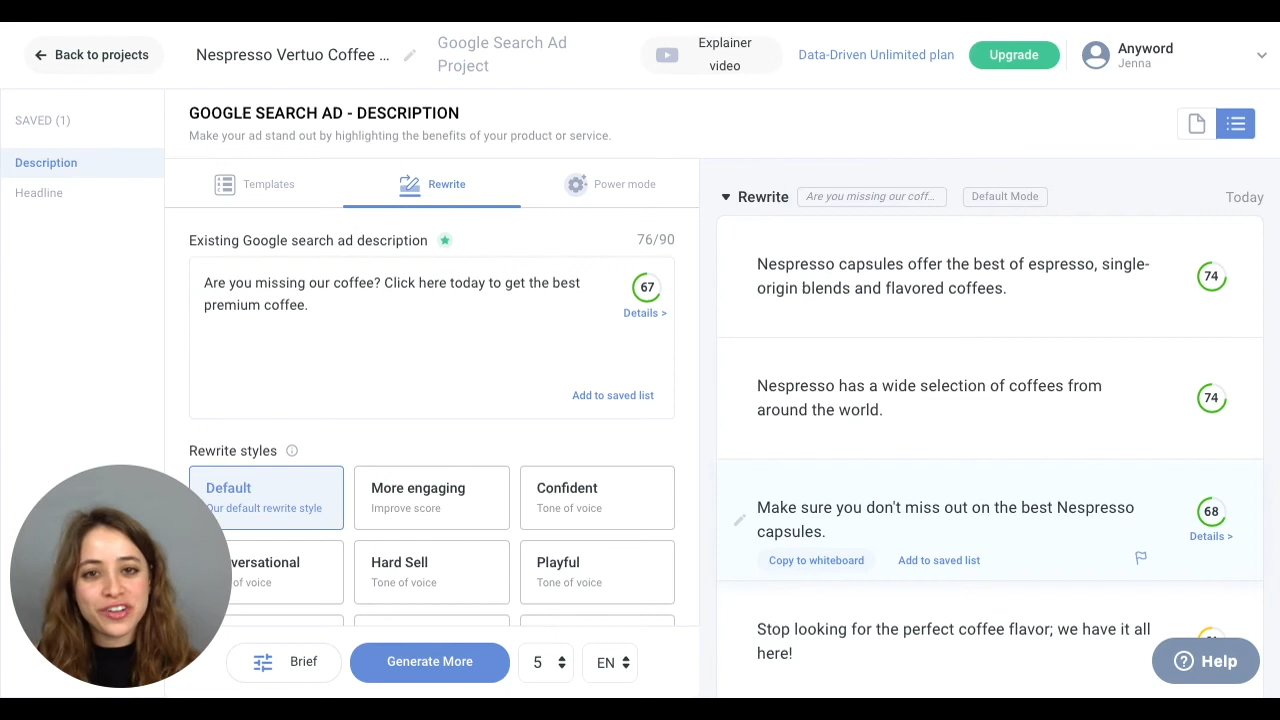 Back to projects
Nespresso Vertuo Coffee ...
Google Search Ad
Project
Explainer
video
Data-Driven Unlimited plan
Upgrade
Anyword
Jenna
SAVED (1)
Description
Headline
GOOGLE SEARCH AD - DESCRIPTION
Make your ad stand out by highlighting the benefits of your product or service.
Templates
Rewrite
Power mode
Existing Google search ad description
76/90
Are you missing our coffee? Click here today to get the best
premium coffee.
67
Details >
Add to saved list
Rewrite styles
Default
Our default rewrite style
More engaging
Improve score
Confident
Tone of voice
versational
of voice
Hard Sell
Tone of voice
Playful
Tone of voice
Brief
Generate More
5
EN
Rewrite
Are you missing our coff...
Default Mode
Today
Nespresso capsules offer the best of espresso, single-
origin blends and flavored coffees.
74
Nespresso has a wide selection of coffees from
around the world.
74
Make sure you don't miss out on the best Nespresso
capsules.
68
Details >
Copy to whiteboard
Add to saved list
Stop looking for the perfect coffee flavor; we have it all
here!
Help